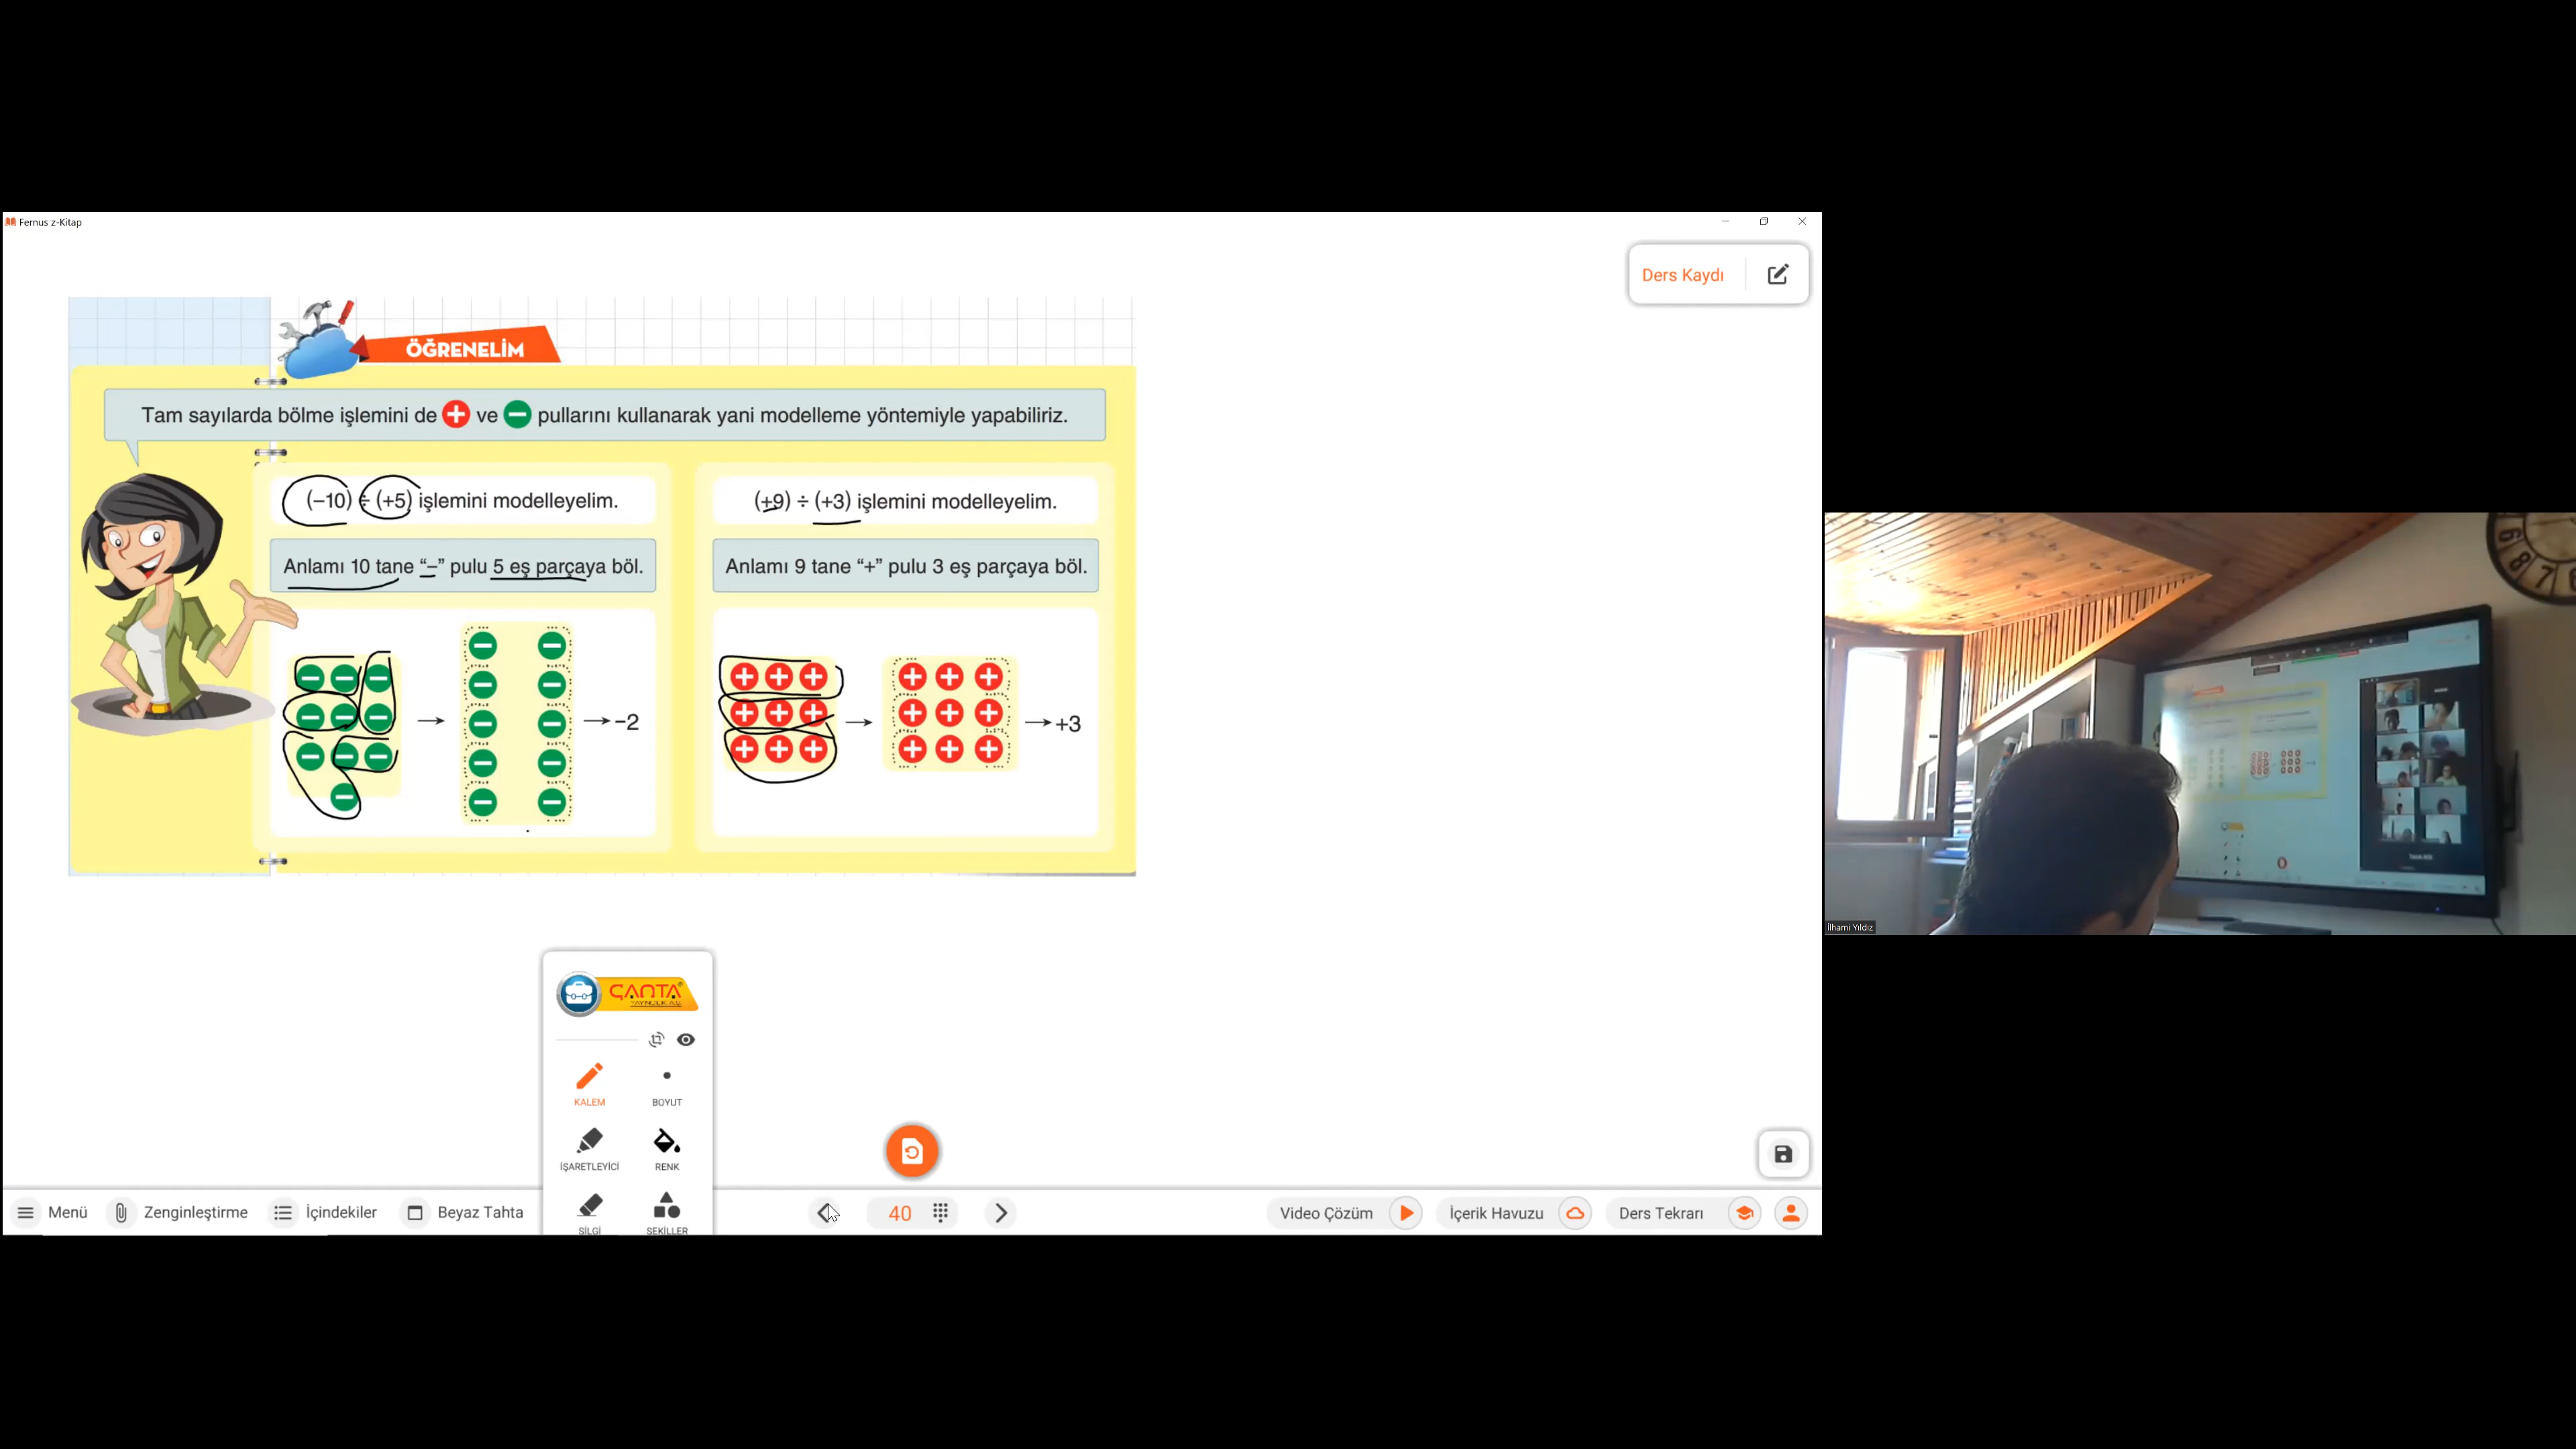 Fernus z-Kitap
Ders Kaydı
ÖĞRENELİM
Tam sayılarda bölme işlemini de + ve − pullarını kullanarak yani modelleme yöntemiyle yapabiliriz.
(−10) ÷ (+5) işlemini modelleyelim.
Anlamı 10 tane “–” pulu 5 eş parçaya böl.
→ → −2
(+9) ÷ (+3) işlemini modelleyelim.
Anlamı 9 tane “+” pulu 3 eş parçaya böl.
→ → +3
İlhami Yıldız
ÇANTA
YAYINCILIK A.Ş.
KALEM
BOYUT
İŞARETLEYİCİ
RENK
SİLGİ
ŞEKİLLER
Menü
Zenginleştirme
İçindekiler
Beyaz Tahta
40
Video Çözüm
İçerik Havuzu
Ders Tekrarı